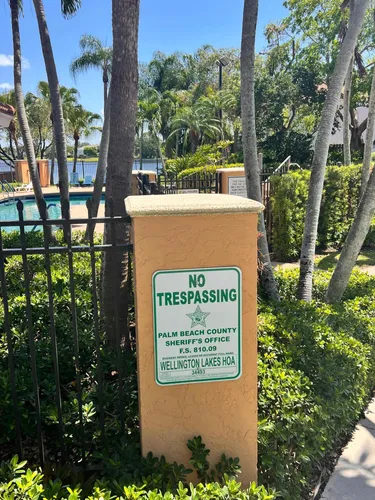 NO
TRESPASSING
PALM BEACH COUNTY
SHERIFF'S OFFICE
F.S. 810.09
WELLINGTON LAKES HOA